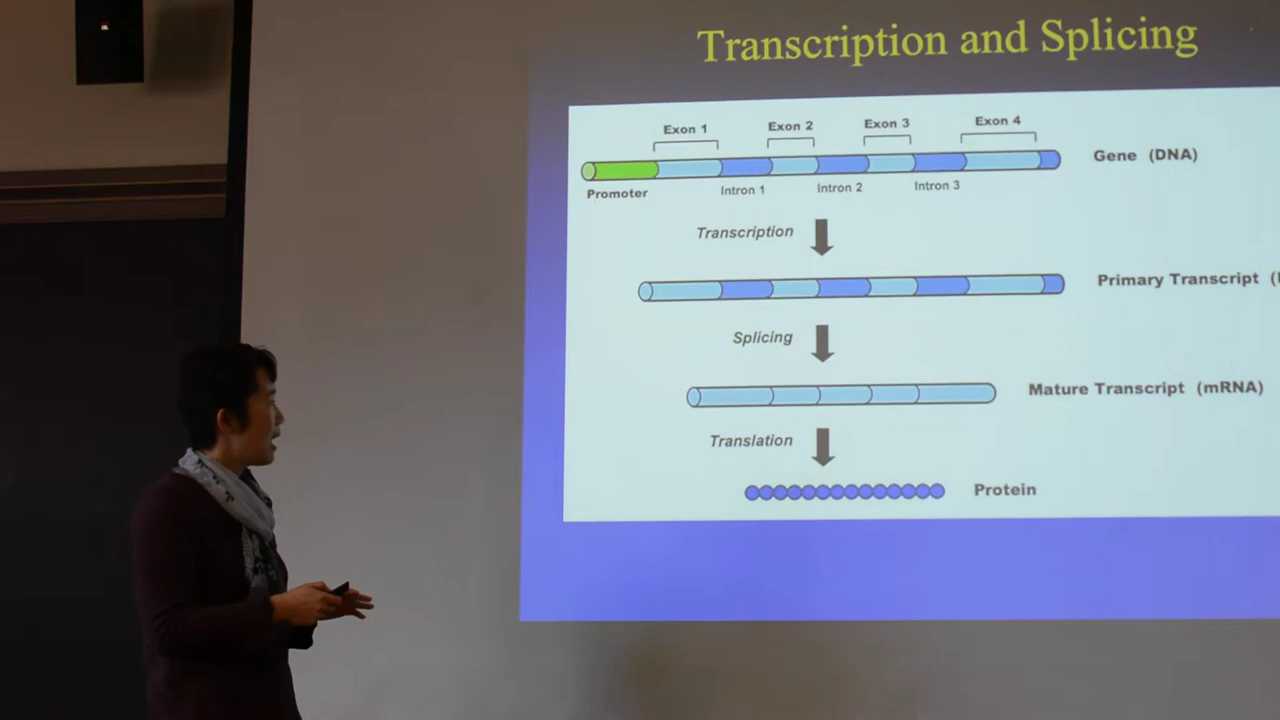 Transcription and Splicing
Exon 1 Exon 2 Exon 3 Exon 4
Gene (DNA)
Promoter Intron 1 Intron 2 Intron 3
Transcription
Primary Transcript (
Splicing
Mature Transcript (mRNA)
Translation
Protein